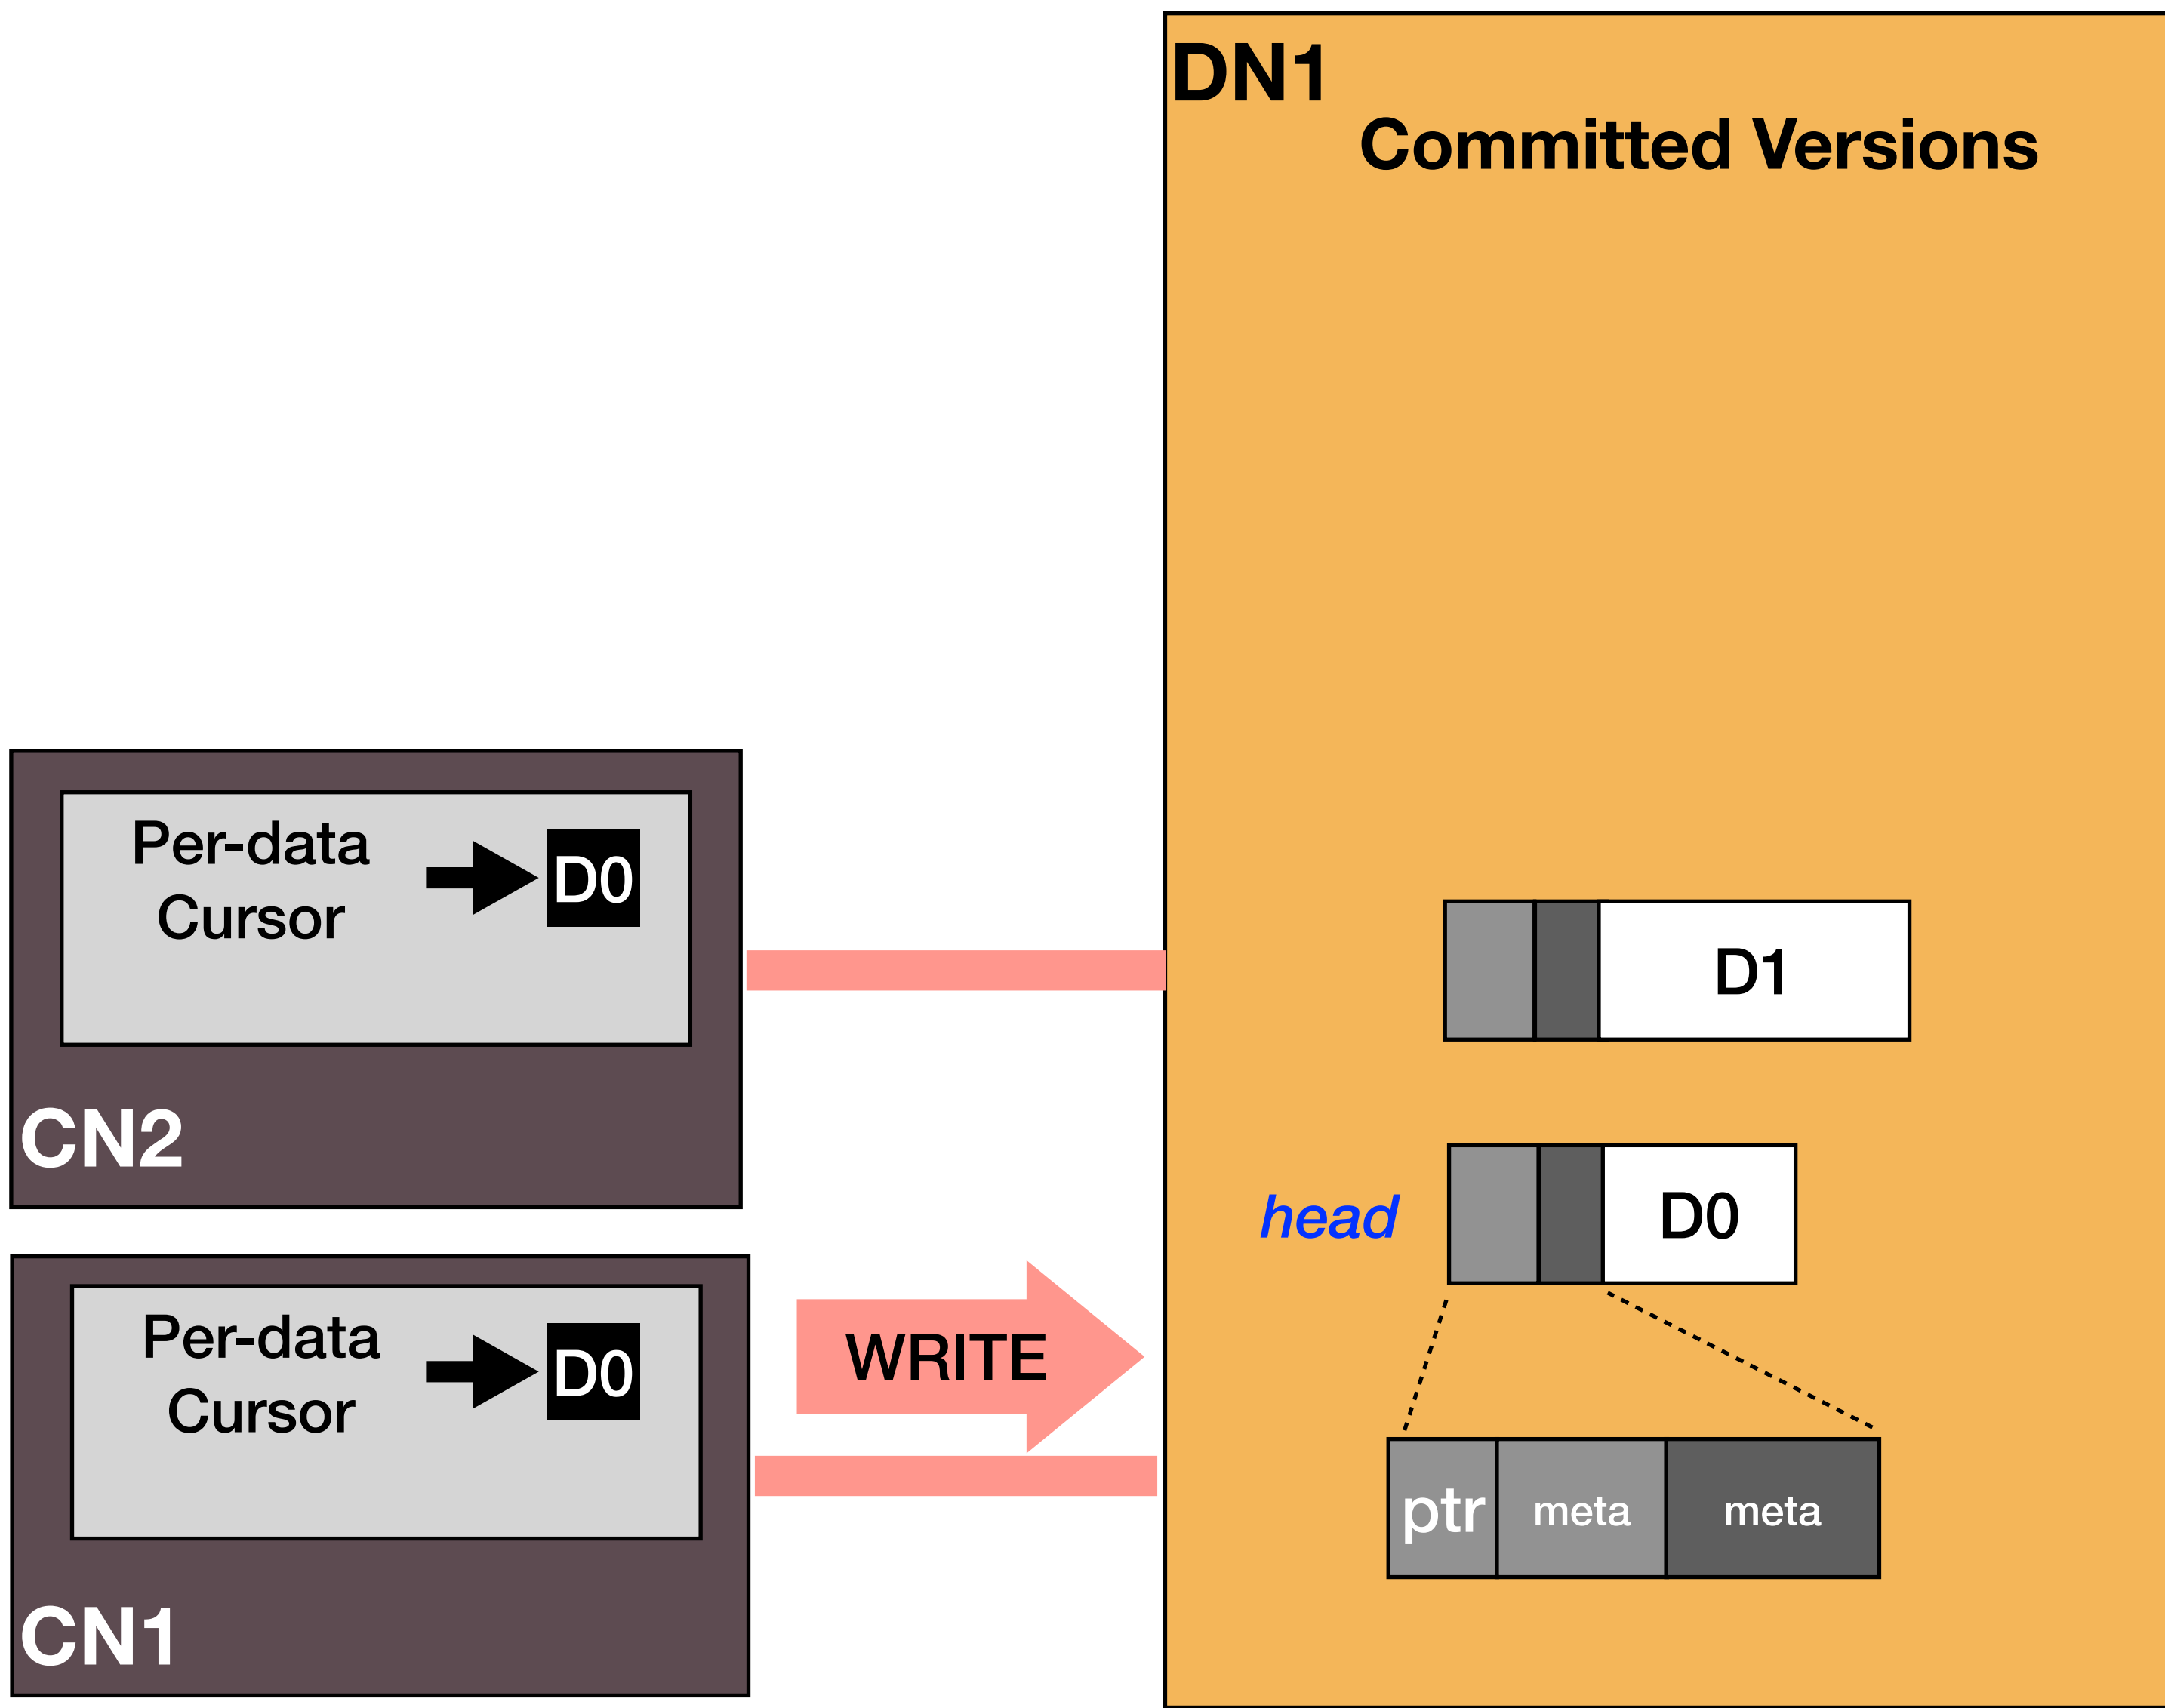 DN1
Committed Versions
Per-data
Cursor
D0
CN2
D1
head
D0
Per-data
Cursor
D0
CN1
WRITE
ptr
meta
meta